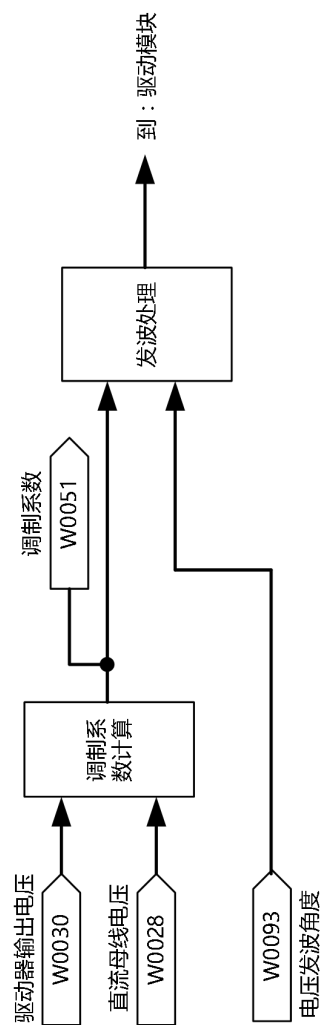 驱动器输出电压
W0030
直流母线电压
W0028
电压发波角度
W0093
调制系
数计算
调制系数
W0051
发波处理
到：驱动模块